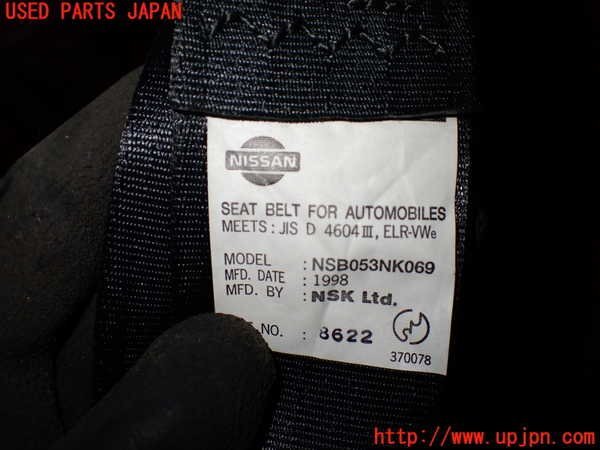 USED PARTS JAPAN
NISSAN
SEAT BELT FOR AUTOMOBILES
MEETS : JIS D 4604 III, ELR-VWe
MODEL : NSB053NK069
MFD. DATE : 1998
MFD. BY : NSK Ltd.
NO. : 8622
370078
http://www.upjpn.com/